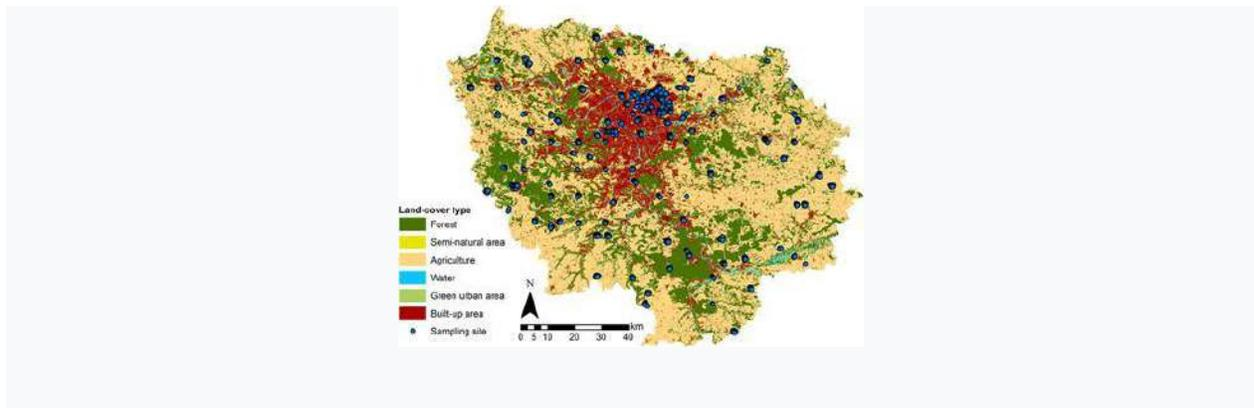 Land-cover type
Forest
Semi-natural area
Agriculture
Water
Green urban area
Built-up area
Sampling site
N
km
0 5 10 20 30 40